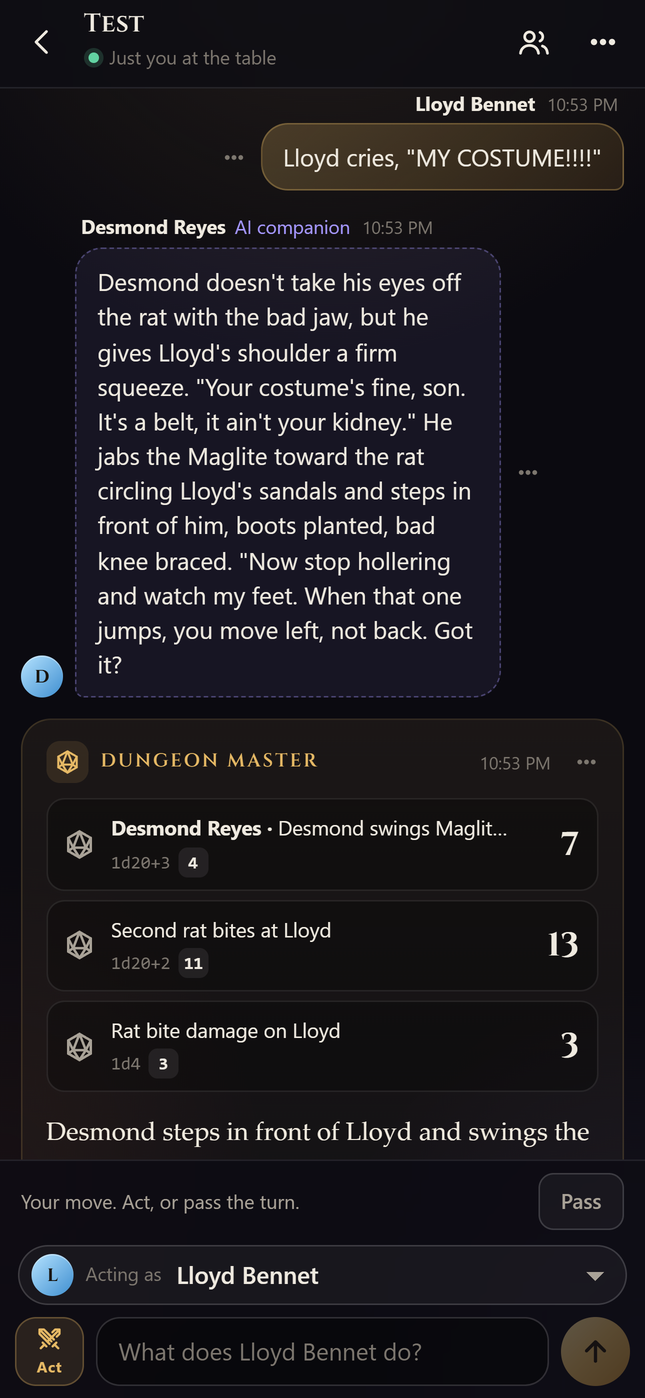 TEST
Just you at the table
Lloyd Bennet 10:53 PM
Lloyd cries, "MY COSTUME!!!!"
Desmond Reyes AI companion 10:53 PM
Desmond doesn't take his eyes off
the rat with the bad jaw, but he
gives Lloyd's shoulder a firm
squeeze. "Your costume's fine, son.
It's a belt, it ain't your kidney." He
jabs the Maglite toward the rat
circling Lloyd's sandals and steps in
front of him, boots planted, bad
knee braced. "Now stop hollering
and watch my feet. When that one
jumps, you move left, not back. Got
it?
D
DUNGEON MASTER 10:53 PM
Desmond Reyes · Desmond swings Maglit... 7
1d20+3 4
Second rat bites at Lloyd 13
1d20+2 11
Rat bite damage on Lloyd 3
1d4 3
Desmond steps in front of Lloyd and swings the
Your move. Act, or pass the turn. Pass
L Acting as Lloyd Bennet
Act What does Lloyd Bennet do?